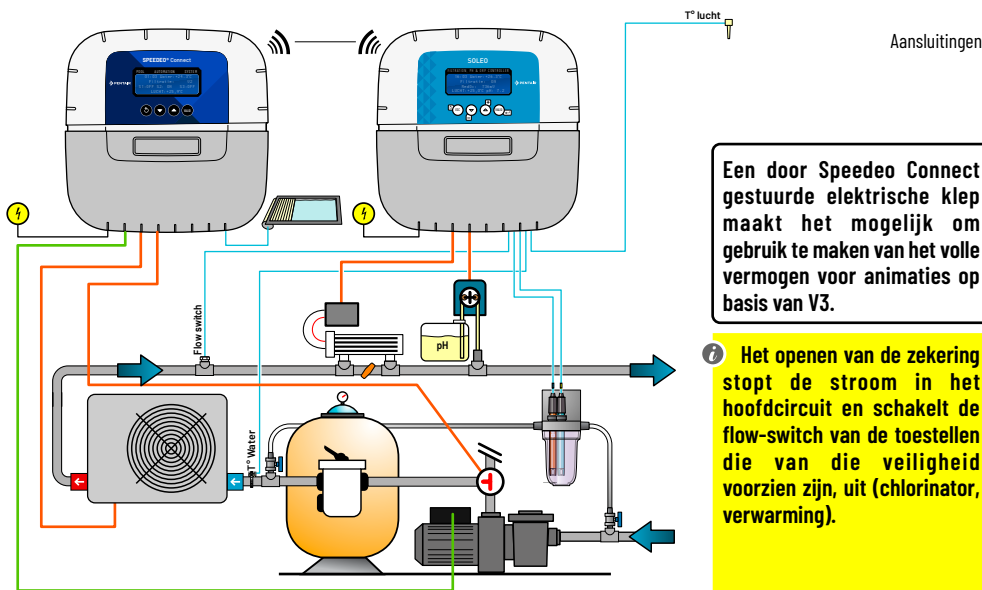 T° lucht
Aansluitingen
SPEEDEO® Connect
SOLEO
PENTAIR
PENTAIR
Een door Speedeo Connect
gestuurde elektrische klep
maakt het mogelijk om
gebruik te maken van het volle
vermogen voor animaties op
basis van V3.
Het openen van de zekering
stopt de stroom in het
hoofdcircuit en schakelt de
flow-switch van de toestellen
die van die veiligheid
voorzien zijn, uit (chlorinator,
verwarming).
Flow switch
pH
T° Water